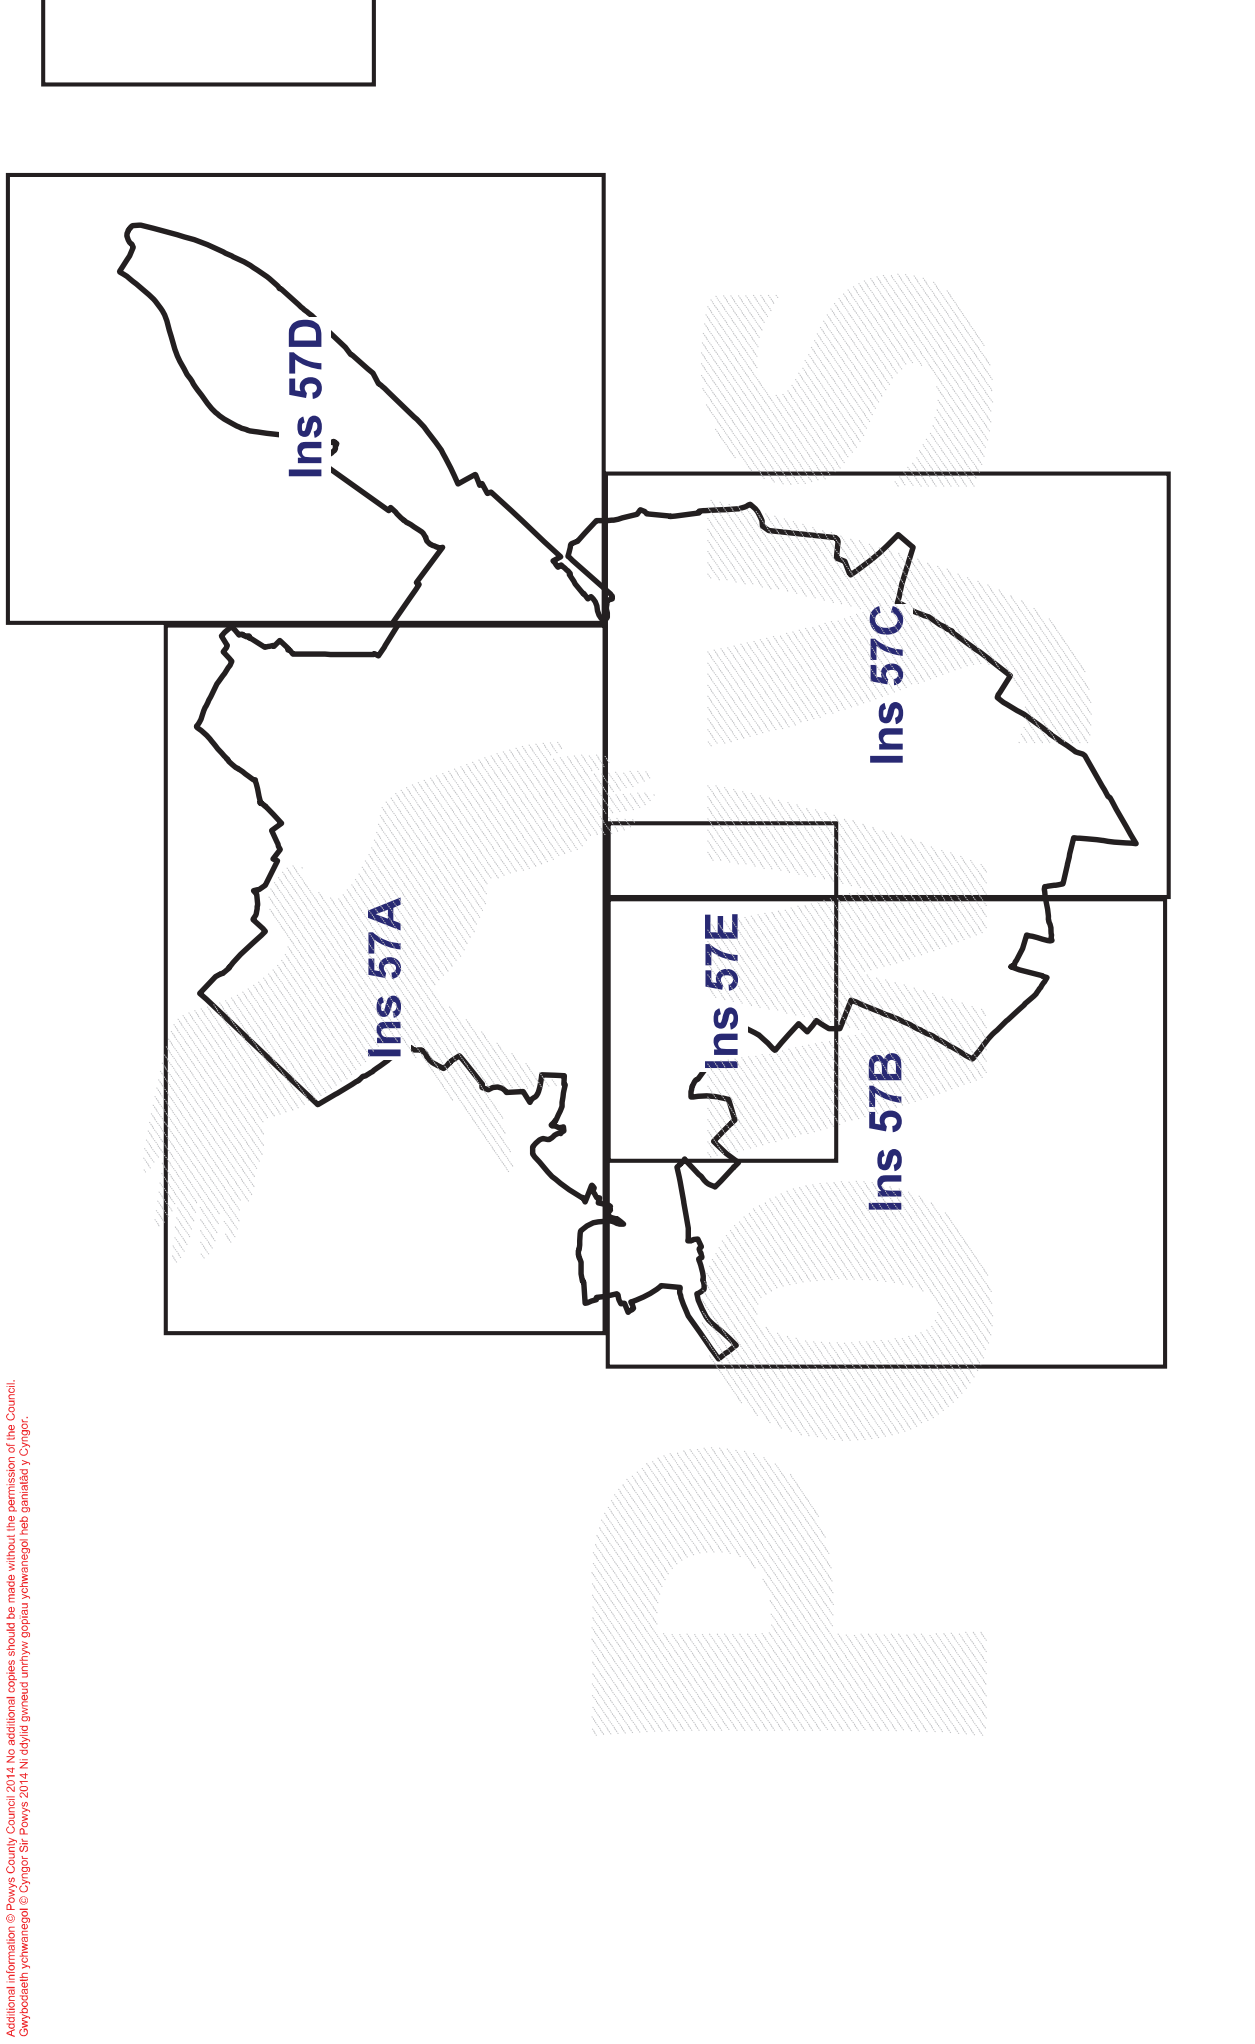 Ins 57D
Ins 57A
Ins 57C
Ins 57E
Ins 57B
POWYS
Additional information © Powys County Council 2014 No additional copies should be made without the permission of the Council.
Gwybodaeth ychwanegol © Cyngor Sir Powys 2014 Ni ddylid gwneud unrhyw gopïau ychwanegol heb ganiatâd y Cyngor.